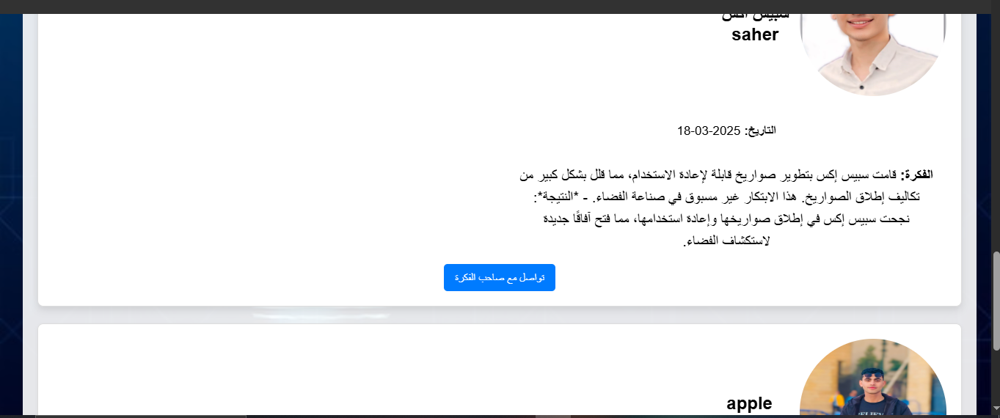 سبيس اكس
saher
التاريخ: 2025-03-18
الفكرة: قامت سبيس إكس بتطوير صواريخ قابلة لإعادة الاستخدام، مما قلل بشكل كبير من
تكاليف إطلاق الصواريخ. هذا الابتكار غير مسبوق في صناعة الفضاء. - *النتيجة*:
نجحت سبيس إكس في إطلاق صواريخها وإعادة استخدامها، مما فتح آفاقًا جديدة
لاستكشاف الفضاء.
تواصل مع صاحب الفكرة
apple